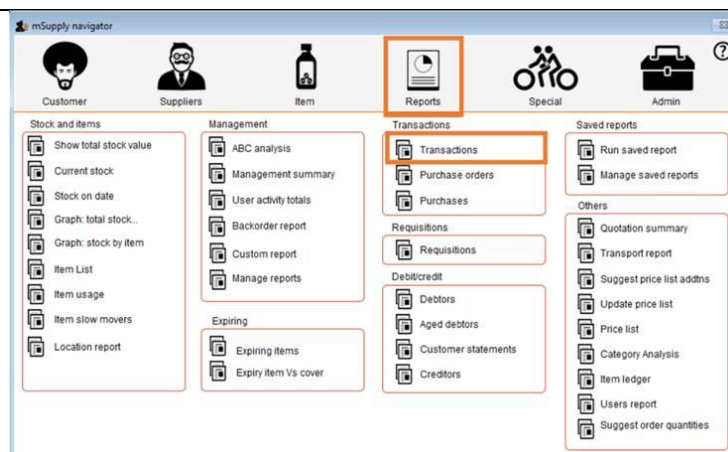 mSupply navigator
?
Customer
Suppliers
Item
Reports
Special
Admin
Stock and items
Show total stock value
Current stock
Stock on date
Graph: total stock...
Graph: stock by item
Item List
Item usage
Item slow movers
Location report
Management
ABC analysis
Management summary
User activity totals
Backorder report
Custom report
Manage reports
Expiring
Expiring items
Expiry item Vs cover
Transactions
Transactions
Purchase orders
Purchases
Requisitions
Requisitions
Debit/credit
Debtors
Aged debtors
Customer statements
Creditors
Saved reports
Run saved report
Manage saved reports
Others
Quotation summary
Transport report
Suggest price list addtns
Update price list
Price list
Category Analysis
Item ledger
Users report
Suggest order quantities